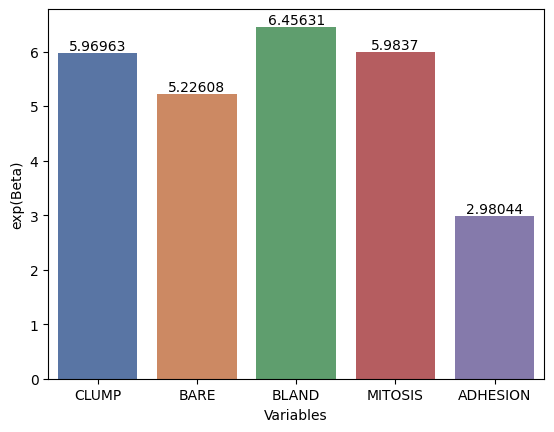 6.45631
5.96963
5.9837
5.22608
2.98044
6
5
4
3
2
1
0
exp(Beta)
CLUMP
BARE
BLAND
MITOSIS
ADHESION
Variables